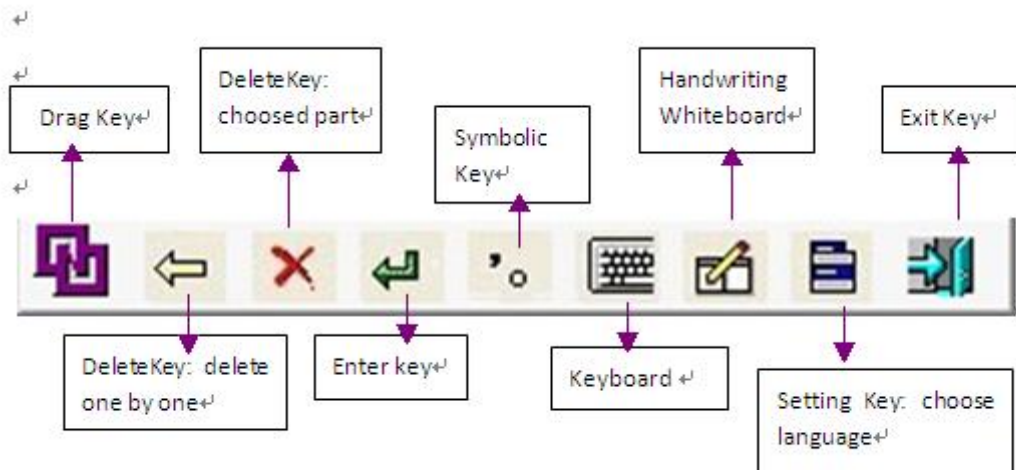 Drag Key
DeleteKey:
choosed part
Symbolic
Key
Handwriting
Whiteboard
Exit Key
DeleteKey: delete
one by one
Enter key
Keyboard
Setting Key: choose
language